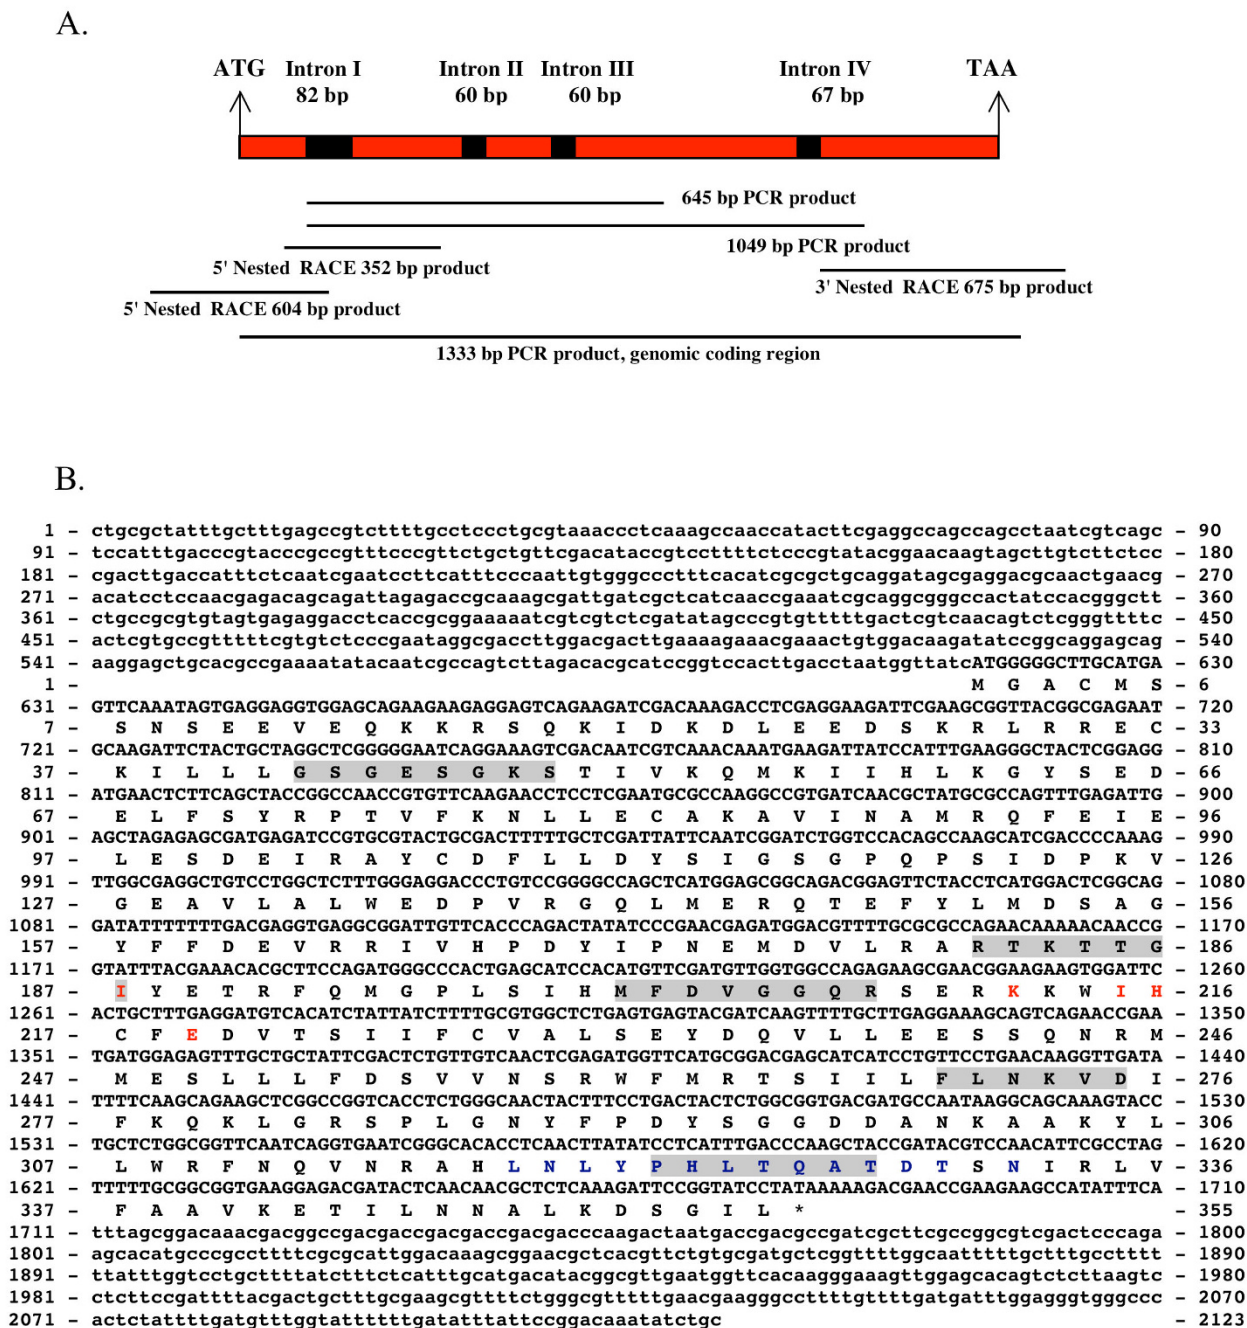 A.
ATG Intron I Intron II Intron III Intron IV TAA
82 bp 60 bp 60 bp 67 bp
645 bp PCR product
1049 bp PCR product
5' Nested RACE 352 bp product
3' Nested RACE 675 bp product
5' Nested RACE 604 bp product
1333 bp PCR product, genomic coding region
B.
1 - ctgcgctatttgctttgagccgtcttttgcctccctgcgtaaaccctcaaagccaaccatacttcgaggccagccagcctaatcgtcagc - 90
91 - tccatttgacccgtacccgccgtttcccgttctgctgttcgacataccgtccttttctcccgtatacggaacaagtagcttgtcttctcc - 180
181 - cgacttgaccatttctcaatcgaatccttcatttcccaattgtgggccctttcacatcgcgctgcaggatagcgaggacgcaactgaacg - 270
271 - acatcctccaacgagacagcagattagagaccgcaaagcgattgatcgctcatcaaccgaaatcgcaggcgggccactatccacgggctt - 360
361 - ctgccgcgtgtagtgagaggacctcaccgcggaaaaatcgtcgtctcgatatagcccgtgtttttgactcgtcaacagtctcgggttttc - 450
451 - actcgtgccgtttttcgtgtctcccgaataggcgaccttggacgacttgaaaagaaacgaaactgtggacaagatatccggcaggagcag - 540
541 - aaggagctgcacgccgaaaatatacaatcgccagtcttagacacgcatccggtccacttgacctaatggttatcATGGGGGCTTGCATGA - 630
1 - M G A C M S - 6
631 - GTTCAAATAGTGAGGAGGTGGAGCAGAAGAAGAGGAGTCAGAAGATCGACAAAGACCTCGAGGAAGATTCGAAGCGGTTACGGCGAGAAT - 720
7 - S N S E E V E Q K K R S Q K I D K D L E E D S K R L R R E C - 33
721 - GCAAGATTCTACTGCTAGGCTCGGGGGAATCAGGAAAGTCGACAATCGTCAAACAAATGAAGATTATCCATTTGAAGGGCTACTCGGAGG - 810
37 - K I L L L G S G E S G K S T I V K Q M K I I H L K G Y S E D - 66
811 - ATGAACTCTTCAGCTACCGGCCAACCGTGTTCAAGAACCTCCTCGAATGCGCCAAGGCCGTGATCAACGCTATGCGCCAGTTTGAGATTG - 900
67 - E L F S Y R P T V F K N L L E C A K A V I N A M R Q F E I E - 96
901 - AGCTAGAGAGCGATGAGATCCGTGCGTACTGCGACTTTTTGCTCGATTATTCAATCGGATCTGGTCCACAGCCAAGCATCGACCCCAAAG - 990
97 - L E S D E I R A Y C D F L L D Y S I G S G P Q P S I D P K V - 126
991 - TTGGCGAGGCTGTCCTGGCTCTTTGGGAGGACCCTGTCCGGGGCCAGCTCATGGAGCGGCAGACGGAGTTCTACCTCATGGACTCGGCAG - 1080
127 - G E A V L A L W E D P V R G Q L M E R Q T E F Y L M D S A G - 156
1081 - GATATTTTTTTGACGAGGTGAGGCGGATTGTTCACCCAGACTATATCCCGAACGAGATGGACGTTTTGCGCGCCAGAACAAAAACAACCG - 1170
157 - Y F F D E V R R I V H P D Y I P N E M D V L R A R T K T T G - 186
1171 - GTATTTACGAAACACGCTTCCAGATGGGCCCACTGAGCATCCACATGTTCGATGTTGGTGGCCAGAGAAGCGAACGGAAGAAGTGGATTC - 1260
187 - I Y E T R F Q M G P L S I H M F D V G G Q R S E R K K W I H - 216
1261 - ACTGCTTTGAGGATGTCACATCTATTATCTTTTGCGTGGCTCTGAGTGAGTACGATCAAGTTTTGCTTGAGGAAAGCAGTCAGAACCGAA - 1350
217 - C F E D V T S I I F C V A L S E Y D Q V L L E E S S Q N R M - 246
1351 - TGATGGAGAGTTTGCTGCTATTCGACTCTGTTGTCAACTCGAGATGGTTCATGCGGACGAGCATCATCCTGTTCCTGAACAAGGTTGATA - 1440
247 - M E S L L L F D S V V N S R W F M R T S I I L F L N K V D I - 276
1441 - TTTTCAAGCAGAAGCTCGGCCGGTCACCTCTGGGCAACTACTTTCCTGACTACTCTGGCGGTGACGATGCCAATAAGGCAGCAAAGTACC - 1530
277 - F K Q K L G R S P L G N Y F P D Y S G G D D A N K A A K Y L - 306
1531 - TGCTCTGGCGGTTCAATCAGGTGAATCGGGCACACCTCAACTTATATCCTCATTTGACCCAAGCTACCGATACGTCCAACATTCGCCTAG - 1620
307 - L W R F N Q V N R A H L N L Y P H L T Q A T D T S N I R L V - 336
1621 - TTTTTGCGGCGGTGAAGGAGACGATACTCAACAACGCTCTCAAAGATTCCGGTATCCTATAAAAAGACGAACCGAAGAAGCCATATTTCA - 1710
337 - F A A V K E T I L N N A L K D S G I L * - 355
1711 - tttagcggacaaacgacggccgacgaccgacgaccgacgacccaagactaatgaccgacgccgatcgcttcgccggcgtcgactcccaga - 1800
1801 - agcacatgcccgccttttcgcgcattggacaaagcggaacgctcacgttctgtgcgatgctcggttttggcaatttttgctttgcctttt - 1890
1891 - ttatttggtcctgcttttatctttctcatttgcatgacatacggcgttgaatggttcacaagggaaagttggagcacagtctcttaagtc - 1980
1981 - ctcttccgattttacgactgctttgcgaagcgttttctgggcgtttttgaacgaagggccttttgttttgatgatttggagggtgggccc - 2070
2071 - actctattttgatgtttggtatttttttgatatttattccggacaaatatctgc - 2123